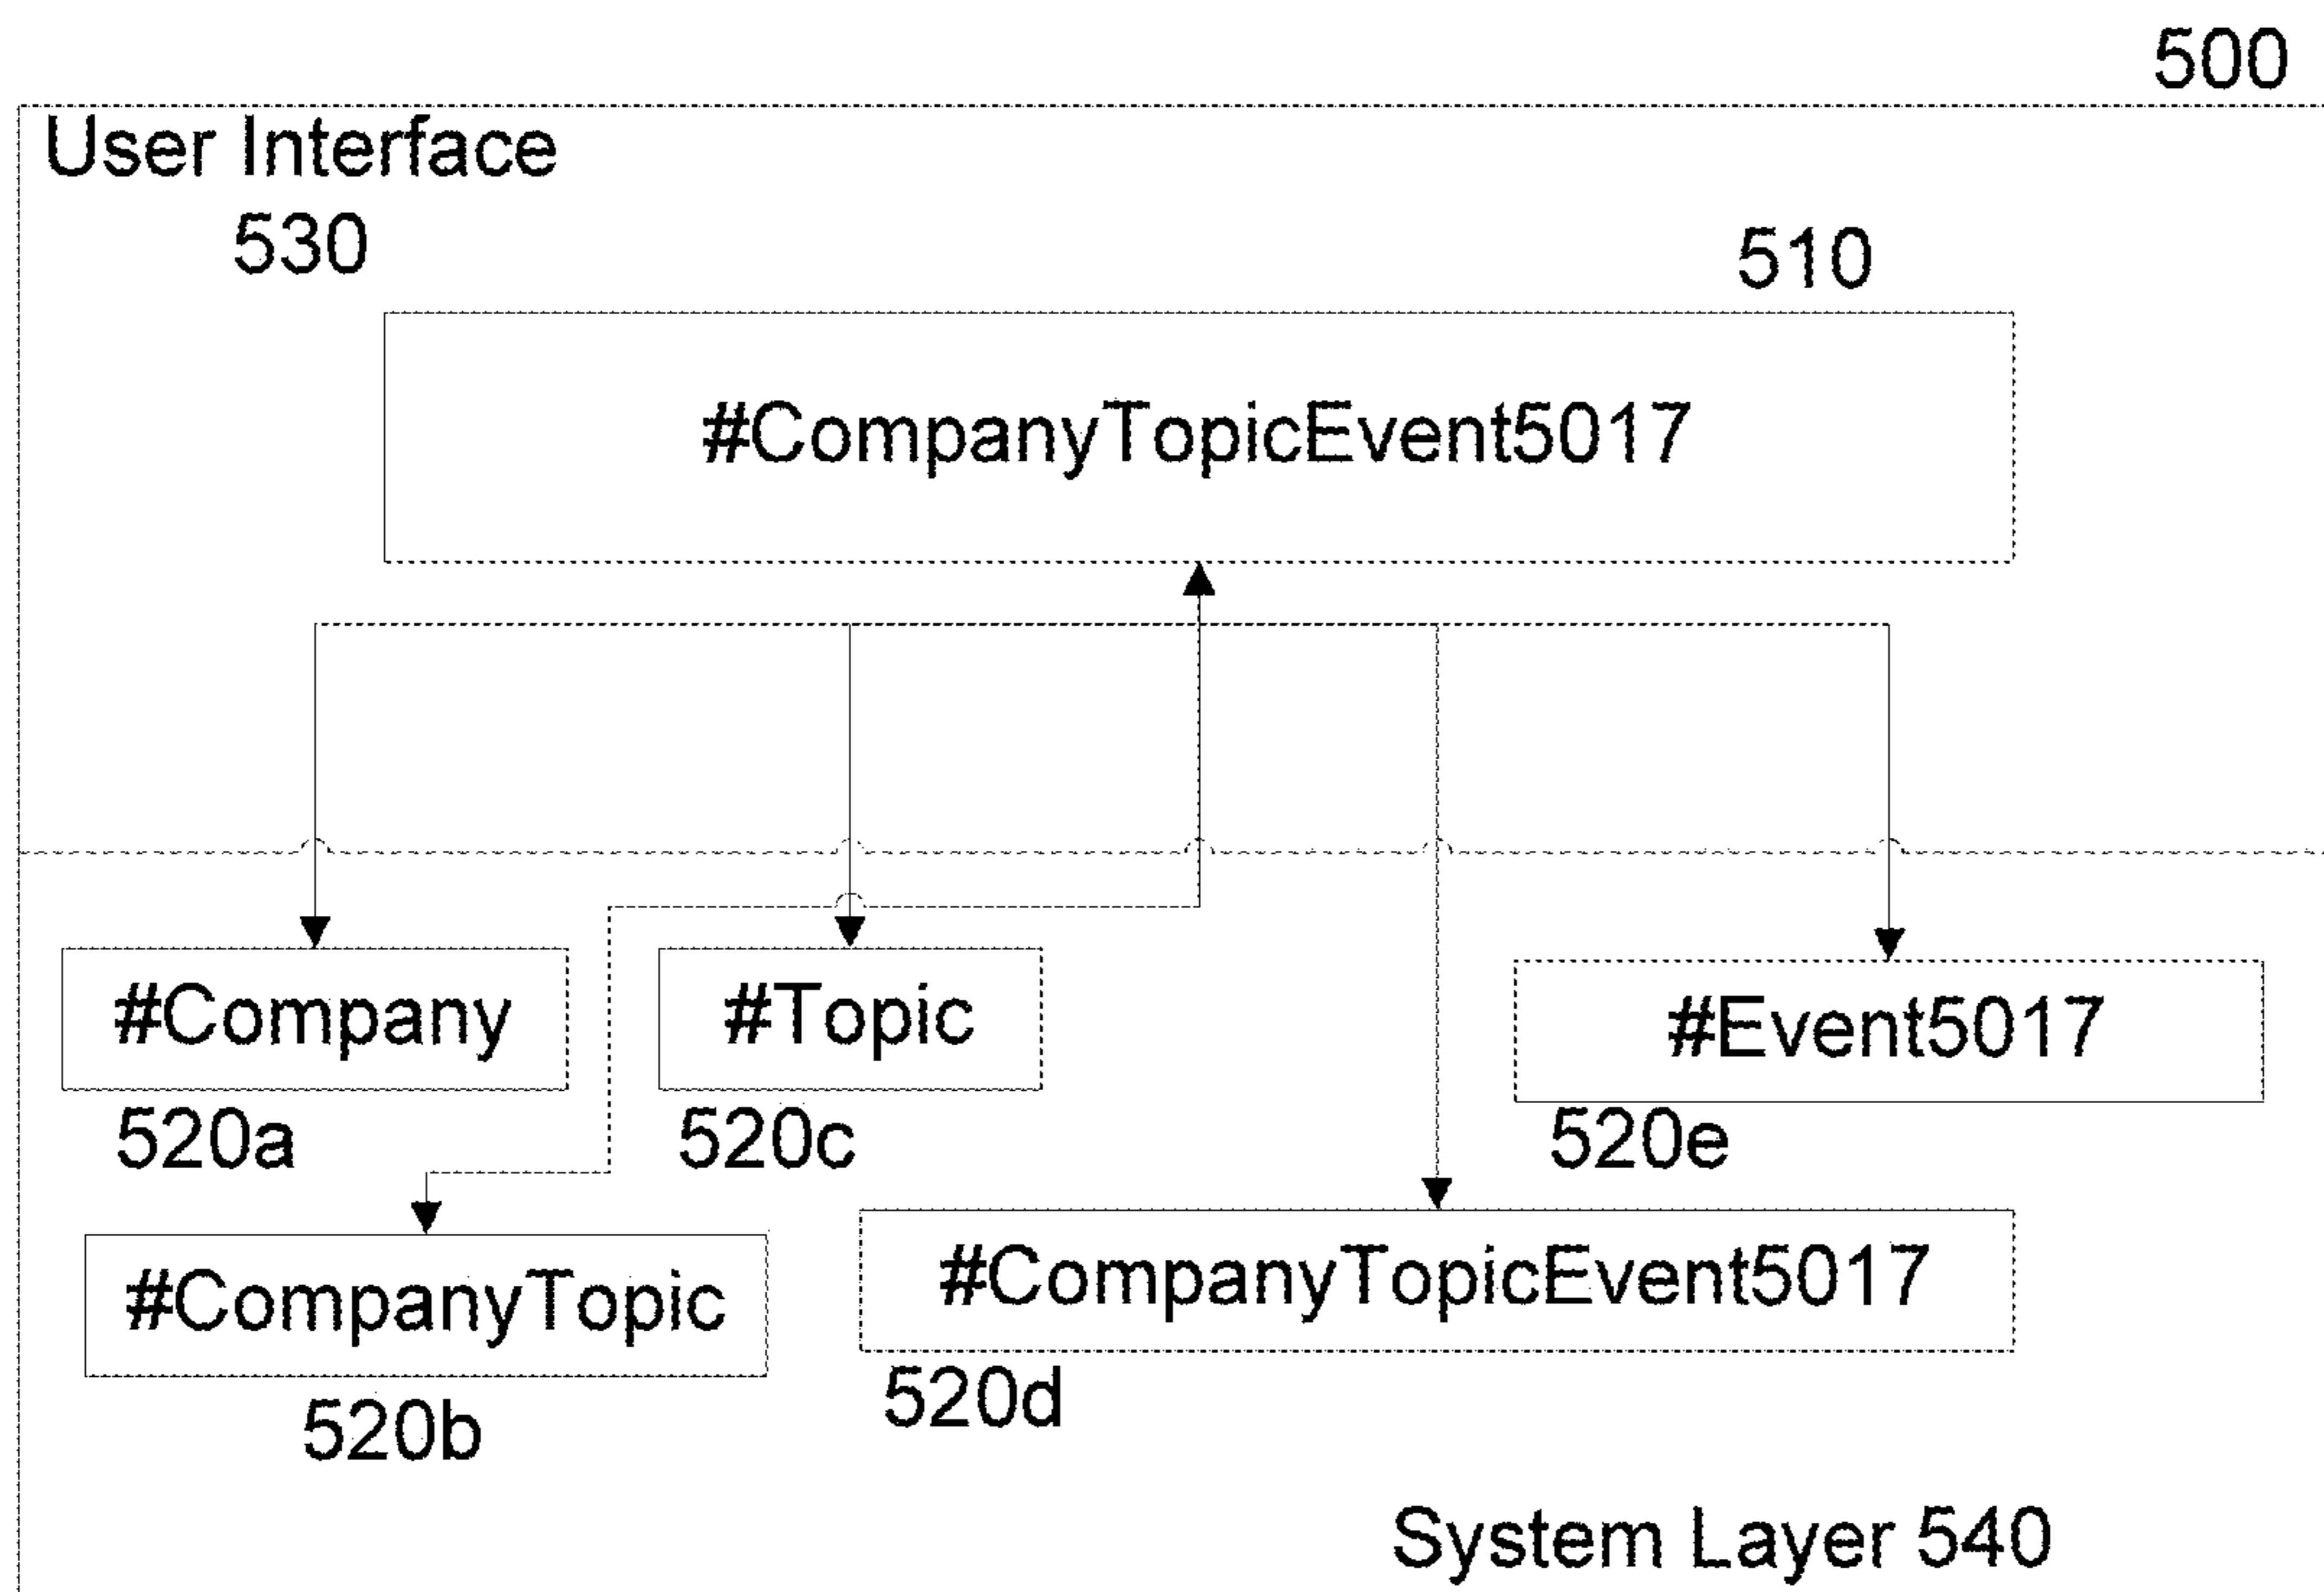 500
User Interface
530
510
#CompanyTopicEvent5017
#Company
#Topic
#Event5017
520a
520c
520e
#CompanyTopic
#CompanyTopicEvent5017
520b
520d
System Layer 540